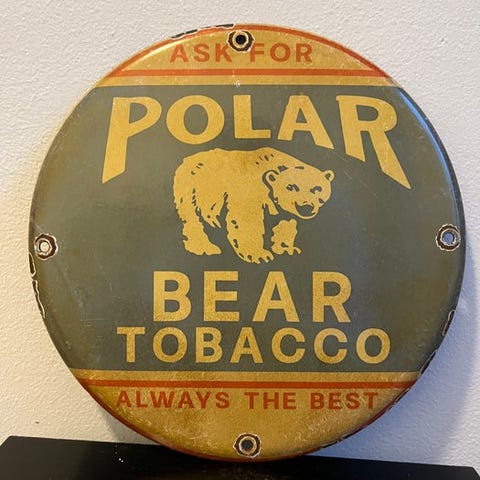 ASK FOR
POLAR
BEAR
TOBACCO
ALWAYS THE BEST